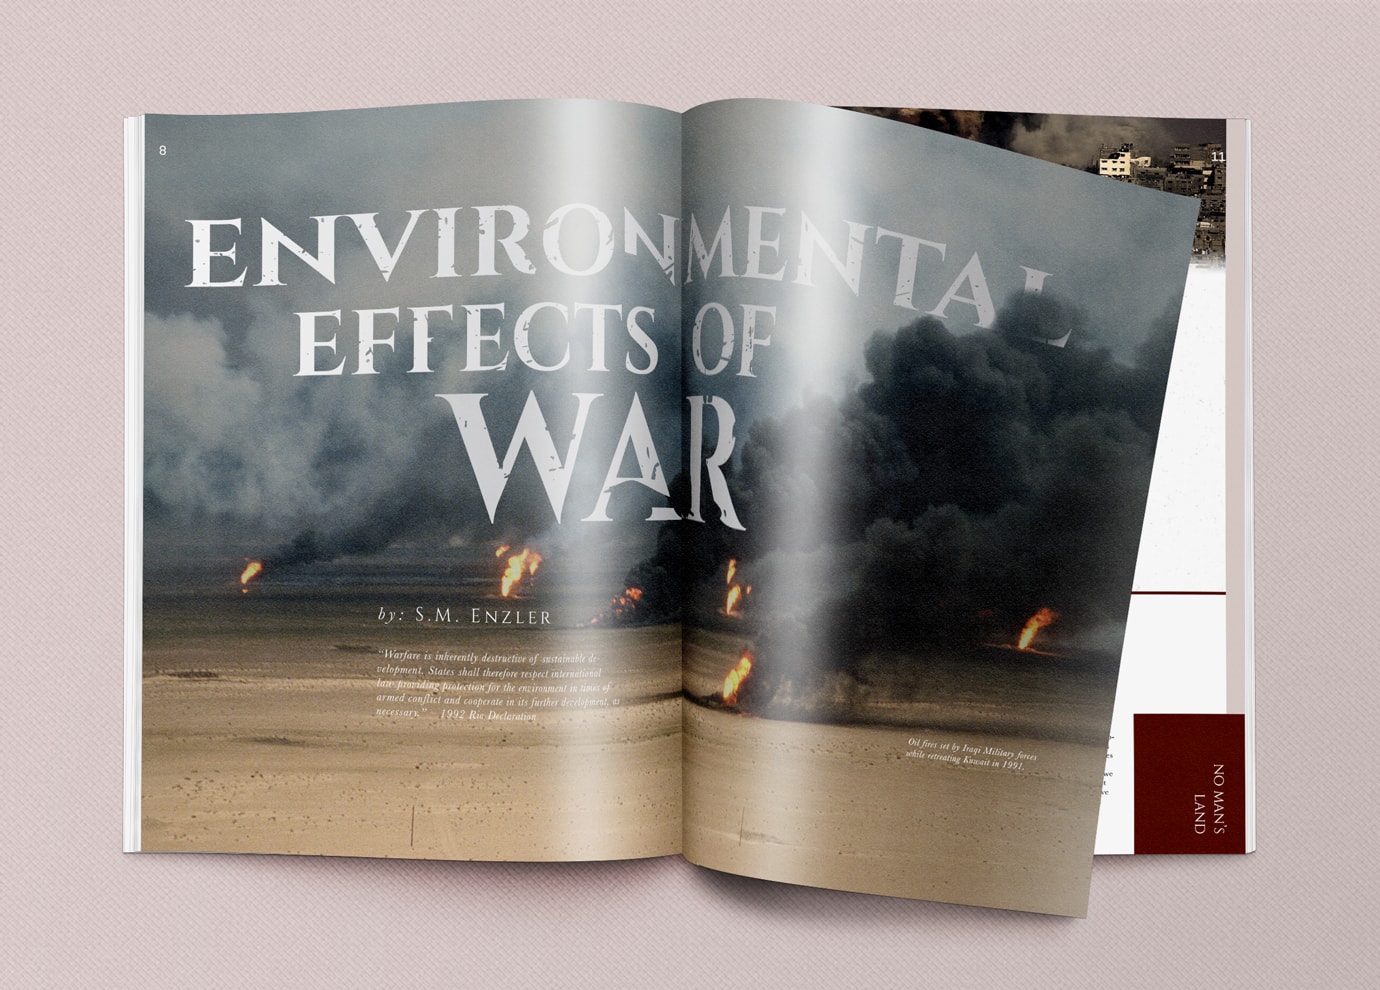 8
11
ENVIRONMENTAL
EFFECTS OF
WAR
by: S.M. ENZLER
"Warfare is inherently destructive of sustainable de-
velopment. States shall therefore respect international
law providing protection for the environment in times of
armed conflict and cooperate in its further development, as
necessary." - 1992 Rio Declaration
Oil fires set by Iraqi Military forces
while retreating Kuwait in 1991.
NO MAN'S
LAND